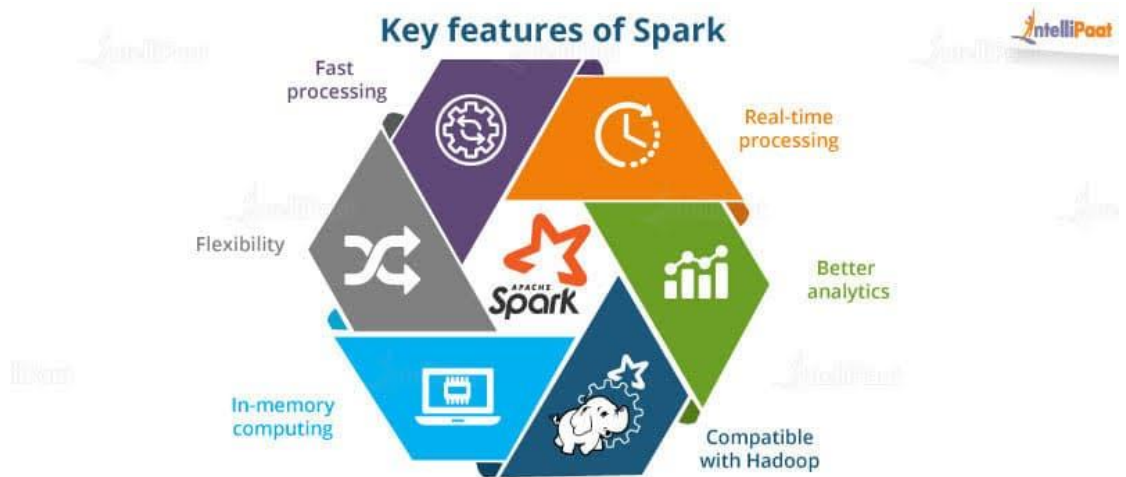 Key features of Spark
IntelliPaat
Fast
processing
Real-time
processing
Flexibility
APACHE
Spark
Better
analytics
In-memory
computing
Compatible
with Hadoop